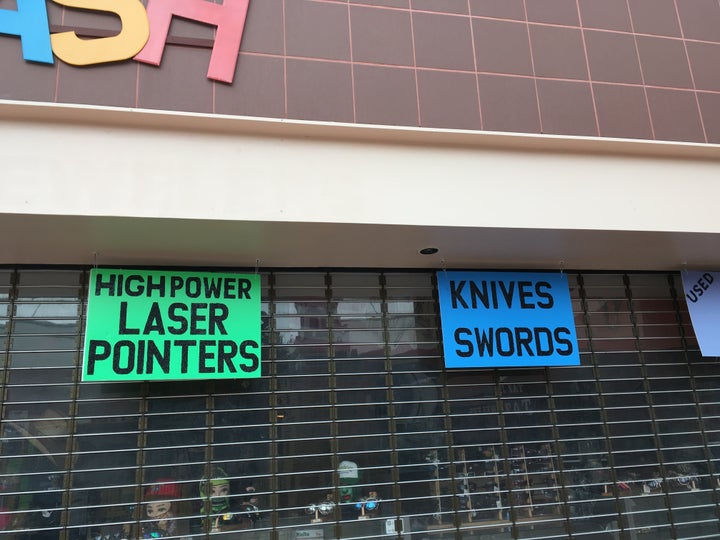 ASH
HIGH POWER
LASER
POINTERS
KNIVES
SWORDS
USED